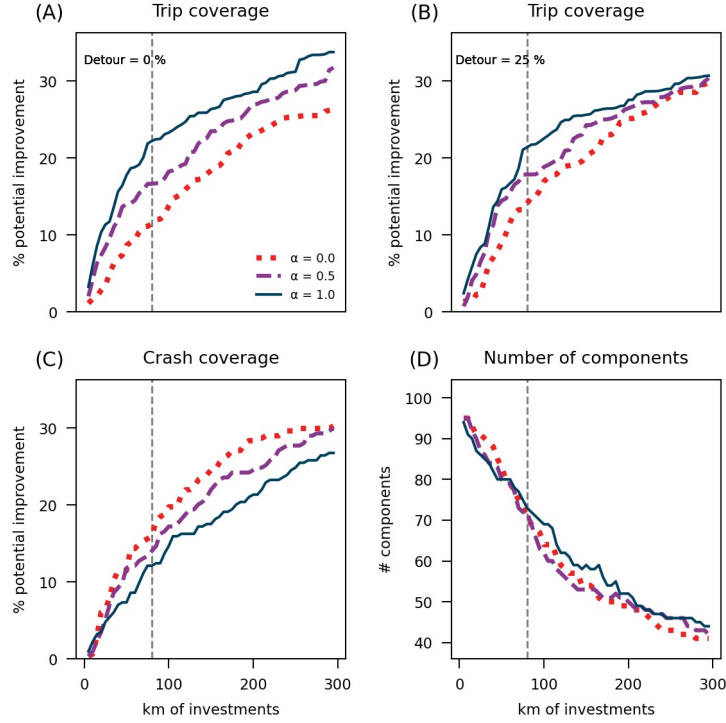 (A) Trip coverage
Detour = 0 %
% potential improvement
30
20
10
0
α = 0.0
α = 0.5
α = 1.0
(B) Trip coverage
Detour = 25 %
% potential improvement
30
20
10
0
(C) Crash coverage
% potential improvement
30
20
10
0
0 100 200 300
km of investments
(D) Number of components
# components
100
90
80
70
60
50
40
0 100 200 300
km of investments